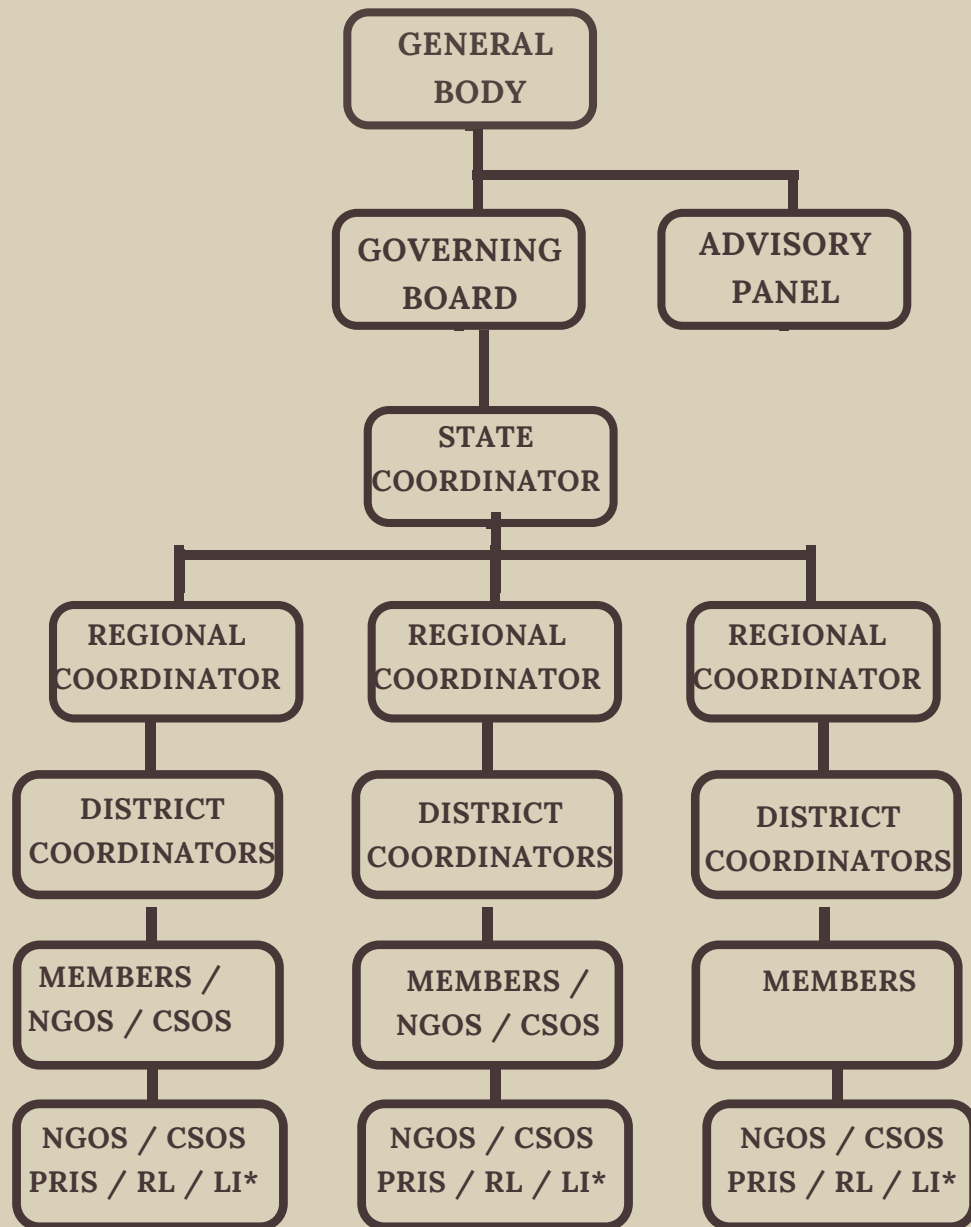 GENERAL
BODY
GOVERNING
BOARD
ADVISORY
PANEL
STATE
COORDINATOR
REGIONAL
COORDINATOR
REGIONAL
COORDINATOR
REGIONAL
COORDINATOR
DISTRICT
COORDINATORS
DISTRICT
COORDINATORS
DISTRICT
COORDINATORS
MEMBERS /
NGOS / CSOS
MEMBERS /
NGOS / CSOS
MEMBERS
NGOS / CSOS
PRIS / RL / LI*
NGOS / CSOS
PRIS / RL / LI*
NGOS / CSOS
PRIS / RL / LI*